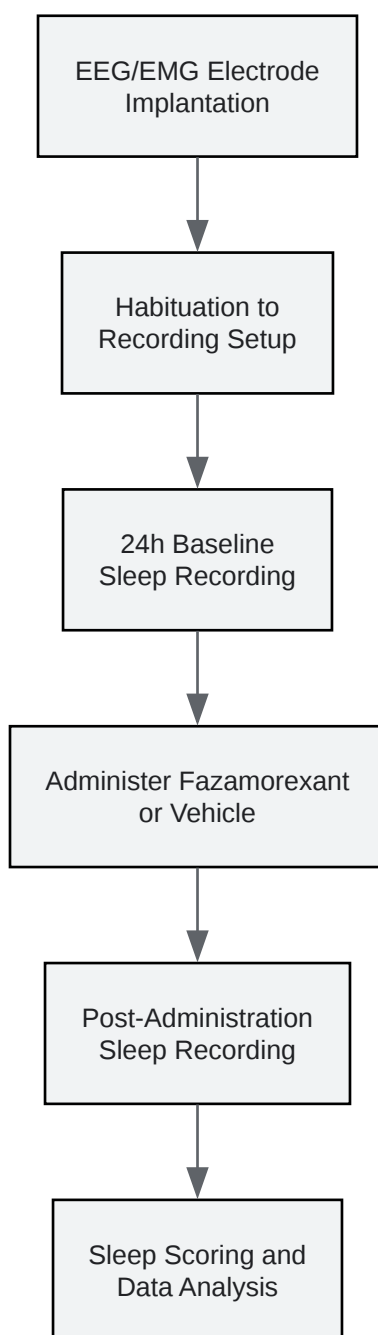 EEG/EMG Electrode
Implantation
Habituation to
Recording Setup
24h Baseline
Sleep Recording
Administer Fazamorexant
or Vehicle
Post-Administration
Sleep Recording
Sleep Scoring and
Data Analysis